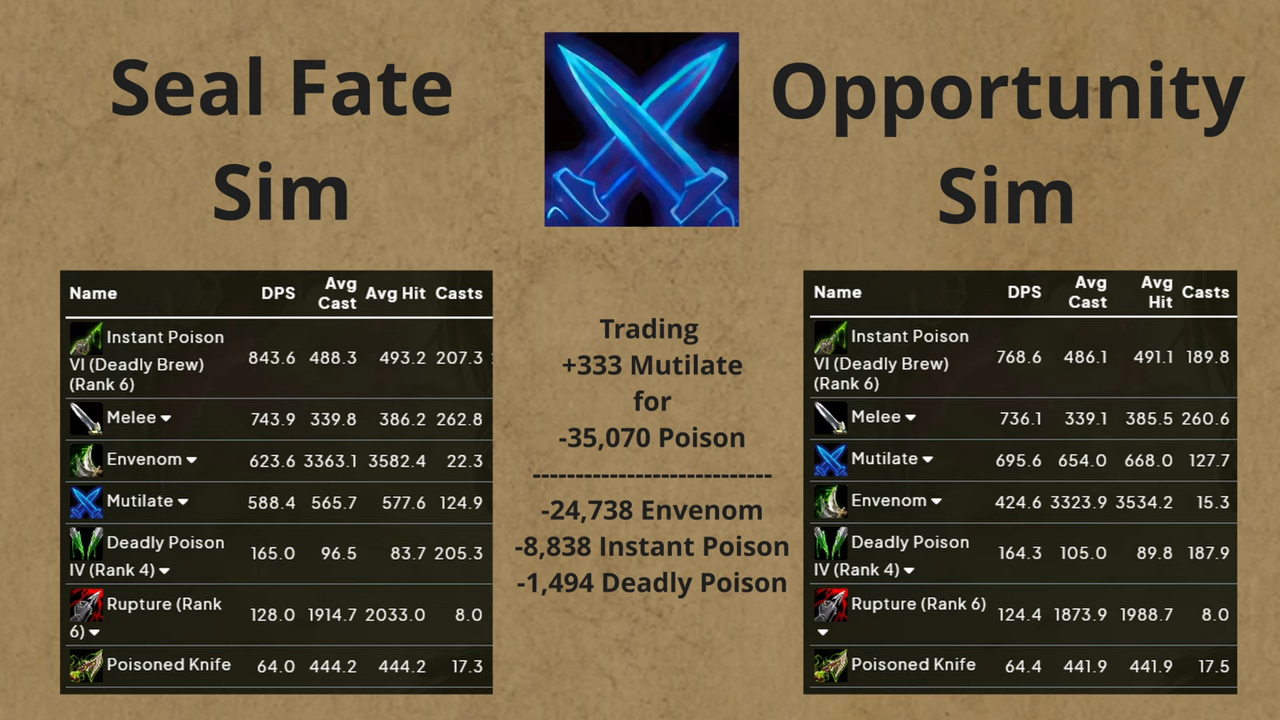 Seal Fate
Sim
Opportunity
Sim
Name DPS Avg Cast Avg Hit Casts
Instant Poison VI (Deadly Brew) (Rank 6) 843.6 488.3 493.2 207.3
Melee 743.9 339.8 386.2 262.8
Envenom 623.6 3363.1 3582.4 22.3
Mutilate 588.4 565.7 577.6 124.9
Deadly Poison IV (Rank 4) 165.0 96.5 83.7 205.3
Rupture (Rank 6) 128.0 1914.7 2033.0 8.0
Poisoned Knife 64.0 444.2 444.2 17.3
Trading
+333 Mutilate
for
-35,070 Poison
----------------------------
-24,738 Envenom
-8,838 Instant Poison
-1,494 Deadly Poison
Name DPS Avg Cast Avg Hit Casts
Instant Poison VI (Deadly Brew) (Rank 6) 768.6 486.1 491.1 189.8
Melee 736.1 339.1 385.5 260.6
Mutilate 695.6 654.0 668.0 127.7
Envenom 424.6 3323.9 3534.2 15.3
Deadly Poison IV (Rank 4) 164.3 105.0 89.8 187.9
Rupture (Rank 6) 124.4 1873.9 1988.7 8.0
Poisoned Knife 64.4 441.9 441.9 17.5